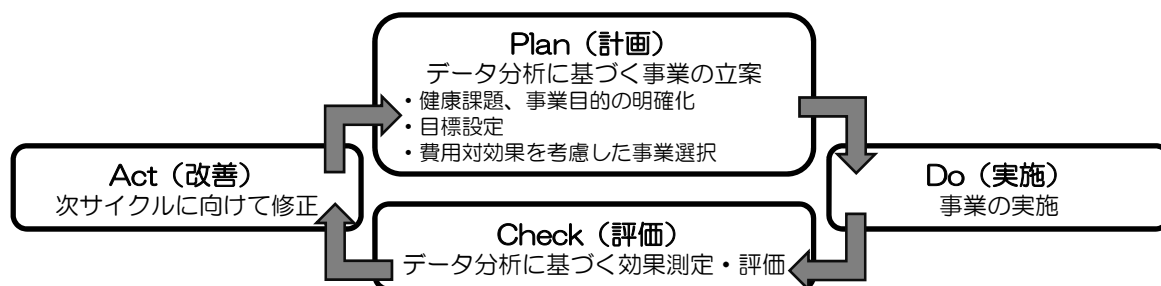 Plan（計画）
データ分析に基づく事業の立案
・健康課題、事業目的の明確化
・目標設定
・費用対効果を考慮した事業選択
Act（改善）
次サイクルに向けて修正
Do（実施）
事業の実施
Check（評価）
データ分析に基づく効果測定・評価